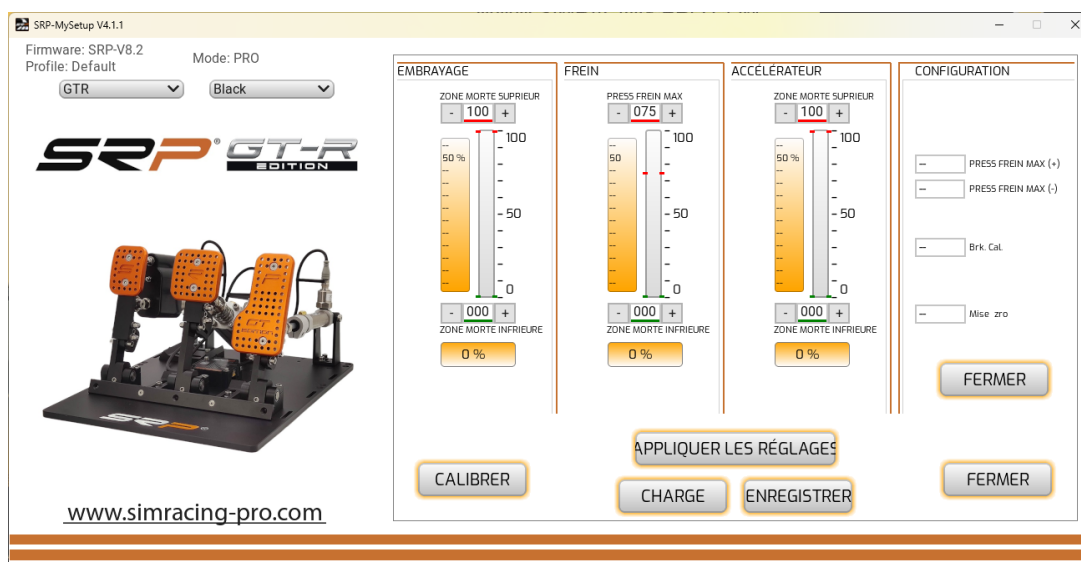 SRP-MySetup V4.1.1
Firmware: SRP-V8.2
Profile: Default
Mode: PRO
GTR
Black
SRP® GT-R
EDITION
www.simracing-pro.com
EMBRAYAGE
ZONE MORTE SUPRIEUR
- 100 +
50 %
100
50
0
- 000 +
ZONE MORTE INFRIEURE
0 %
FREIN
PRESS FREIN MAX
- 075 +
50
100
50
0
- 000 +
ZONE MORTE INFRIEURE
0 %
ACCÉLÉRATEUR
ZONE MORTE SUPRIEUR
- 100 +
50 %
100
50
0
- 000 +
ZONE MORTE INFRIEURE
0 %
CONFIGURATION
-- PRESS FREIN MAX (+)
-- PRESS FREIN MAX (-)
-- Brk. Cal.
-- Mise zro
FERMER
APPLIQUER LES RÉGLAGES
CALIBRER
CHARGE
ENREGISTRER
FERMER